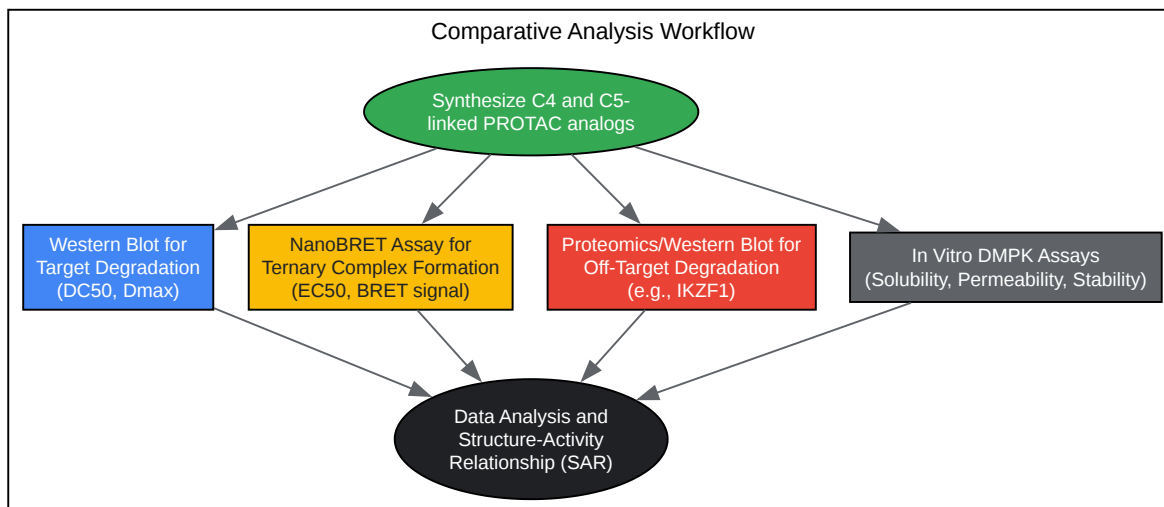 Comparative Analysis Workflow
Synthesize C4 and C5-
linked PROTAC analogs
Western Blot for
Target Degradation
(DC50, Dmax)
NanoBRET Assay for
Ternary Complex Formation
(EC50, BRET signal)
Proteomics/Western Blot for
Off-Target Degradation
(e.g., IKZF1)
In Vitro DMPK Assays
(Solubility, Permeability, Stability)
Data Analysis and
Structure-Activity
Relationship (SAR)